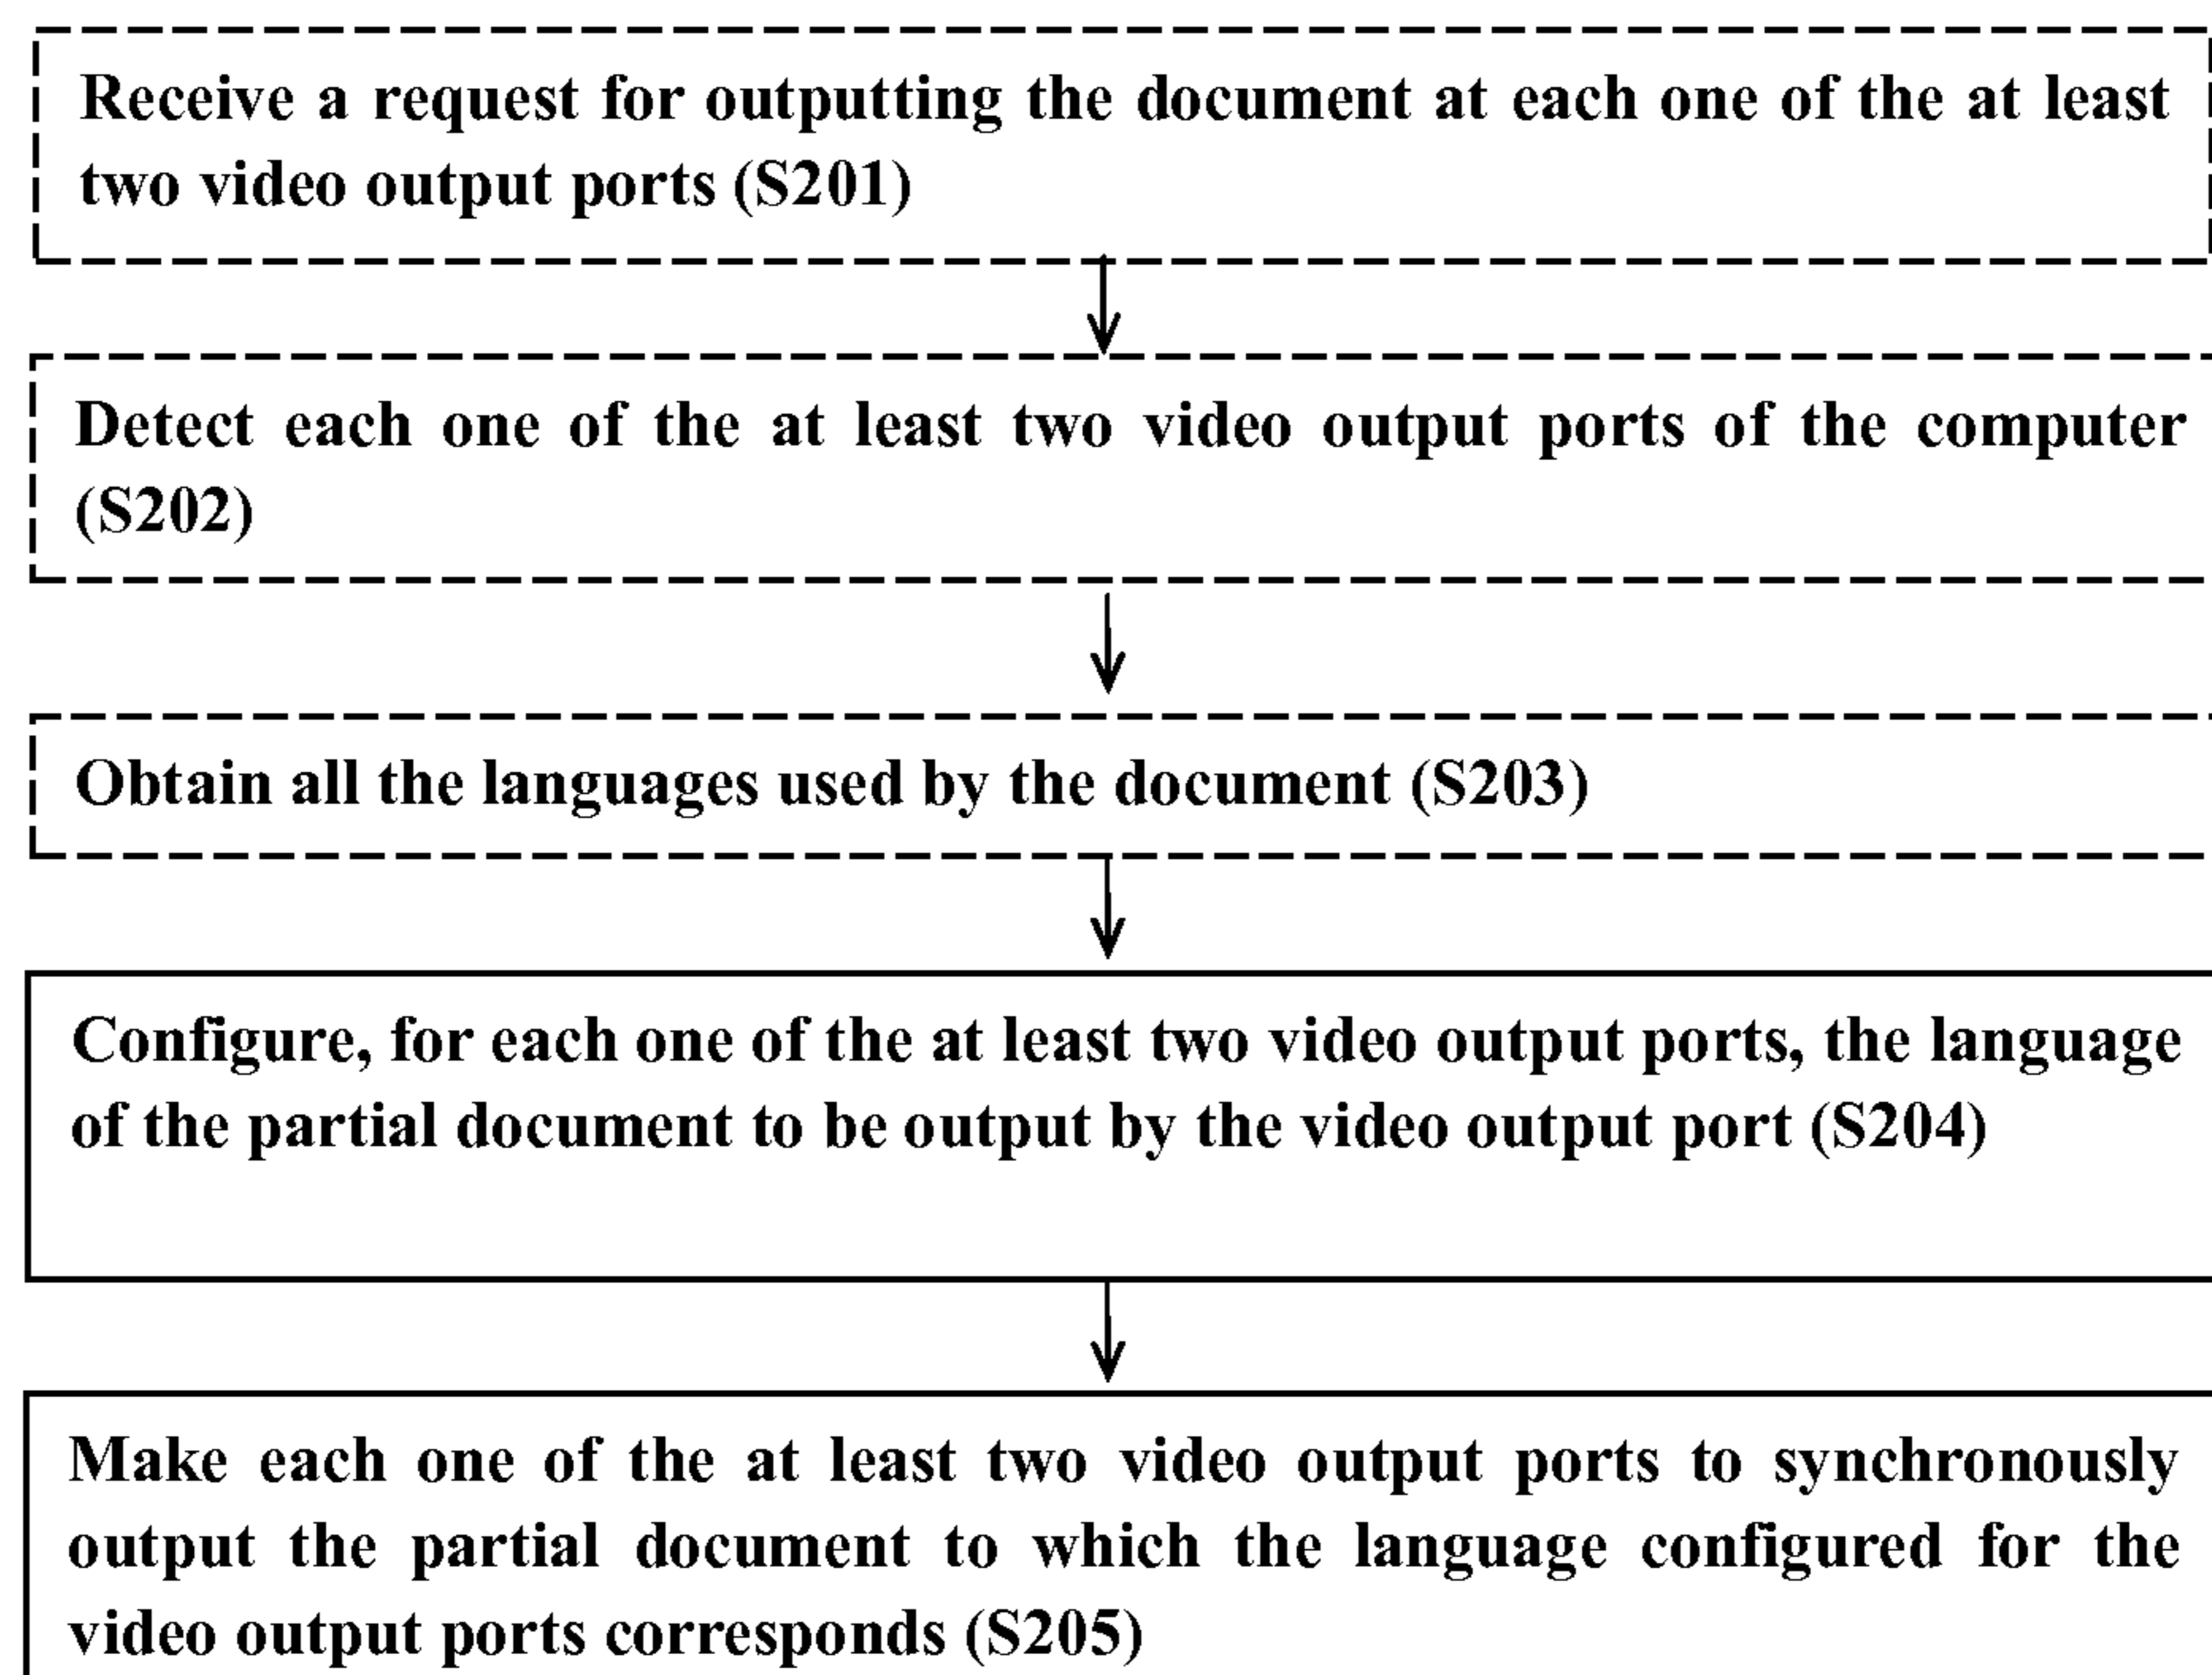 Receive a request for outputting the document at each one of the at least
two video output ports (S201)
Detect each one of the at least two video output ports of the computer
(S202)
Obtain all the languages used by the document (S203)
Configure, for each one of the at least two video output ports, the language
of the partial document to be output by the video output port (S204)
Make each one of the at least two video output ports to synchronously
output the partial document to which the language configured for the
video output ports corresponds (S205)